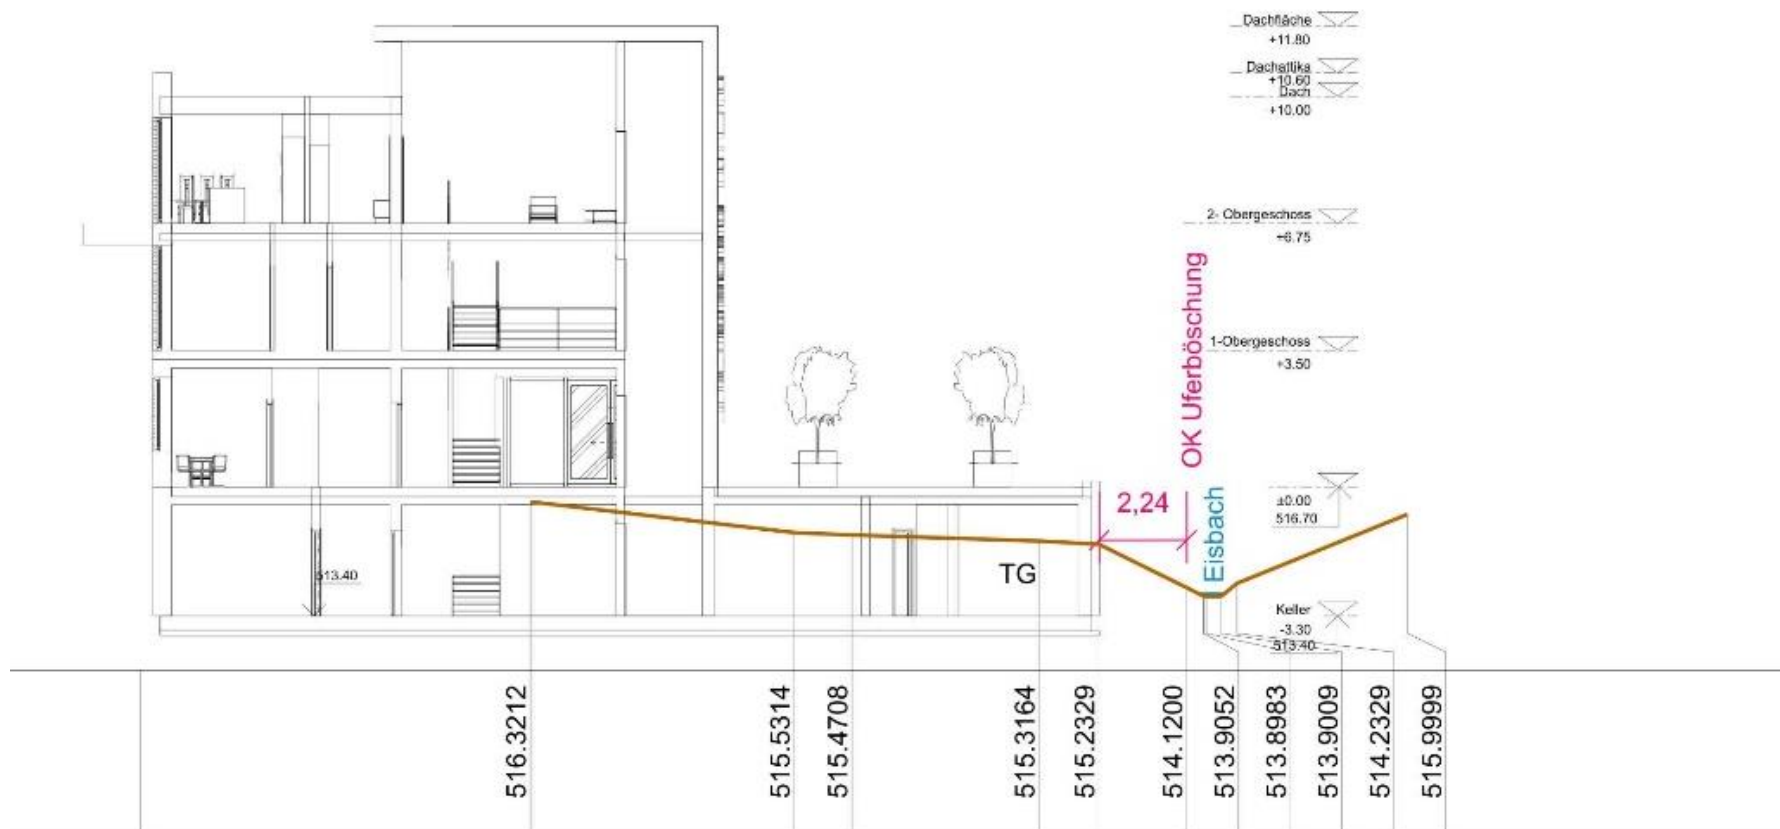 Dachfläche
+11.80
Dachattika
+10.60
Dach
+10.00
2- Obergeschoss
+6.75
1-Obergeschoss
+3.50
OK Uferböschung
2,24
Eisbach
±0.00
516.70
TG
513.40
Keller
-3.30
513.40
516.3212
515.5314
515.4708
515.3164
515.2329
514.1200
513.9052
513.8983
513.9009
514.2329
515.9999